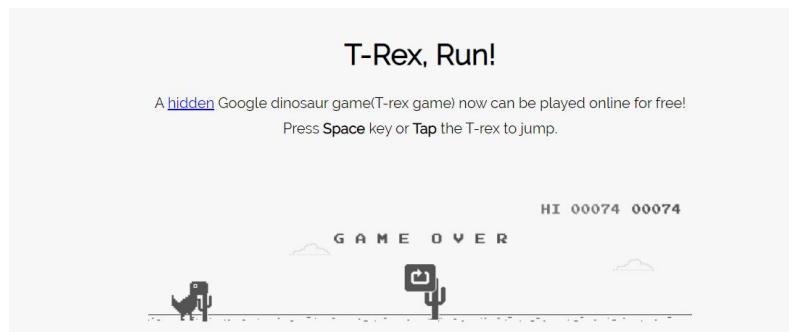 T-Rex, Run!
A hidden Google dinosaur game(T-rex game) now can be played online for free!
Press Space key or Tap the T-rex to jump.
HI 00074 00074
GAME OVER